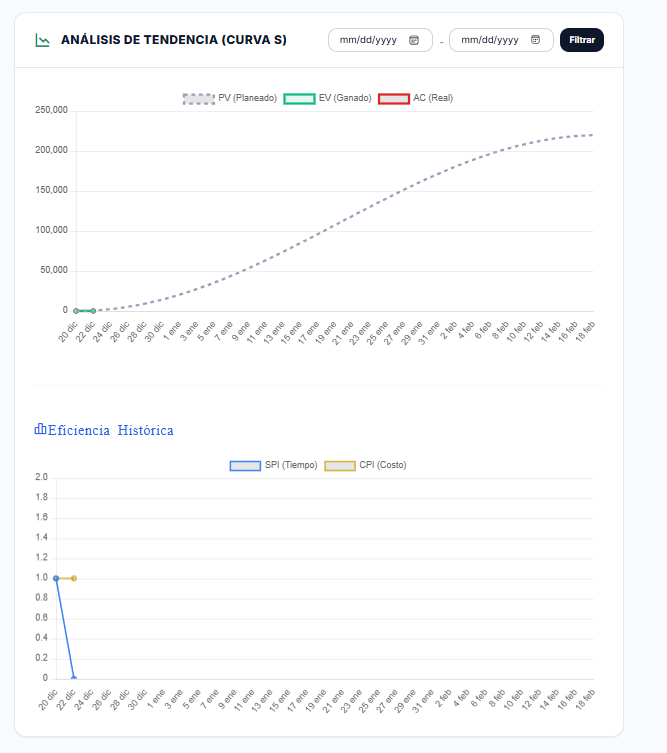 ANÁLISIS DE TENDENCIA (CURVA S) mm/dd/yyyy - mm/dd/yyyy Filtrar
PV (Planeado) EV (Ganado) AC (Real)
250,000
200,000
150,000
100,000
50,000
0
20 dic 22 dic 24 dic 26 dic 28 dic 30 dic 1 ene 3 ene 5 ene 7 ene 9 ene 11 ene 13 ene 15 ene 17 ene 19 ene 21 ene 23 ene 25 ene 27 ene 29 ene 31 ene 2 feb 4 feb 6 feb 8 feb 10 feb 12 feb 14 feb 16 feb 18 feb
Eficiencia Histórica
SPI (Tiempo) CPI (Costo)
2.0
1.8
1.6
1.4
1.2
1.0
0.8
0.6
0.4
0.2
0
20 dic 22 dic 24 dic 26 dic 28 dic 30 dic 1 ene 3 ene 5 ene 7 ene 9 ene 11 ene 13 ene 15 ene 17 ene 19 ene 21 ene 23 ene 25 ene 27 ene 29 ene 31 ene 2 feb 4 feb 6 feb 8 feb 10 feb 12 feb 14 feb 16 feb 18 feb